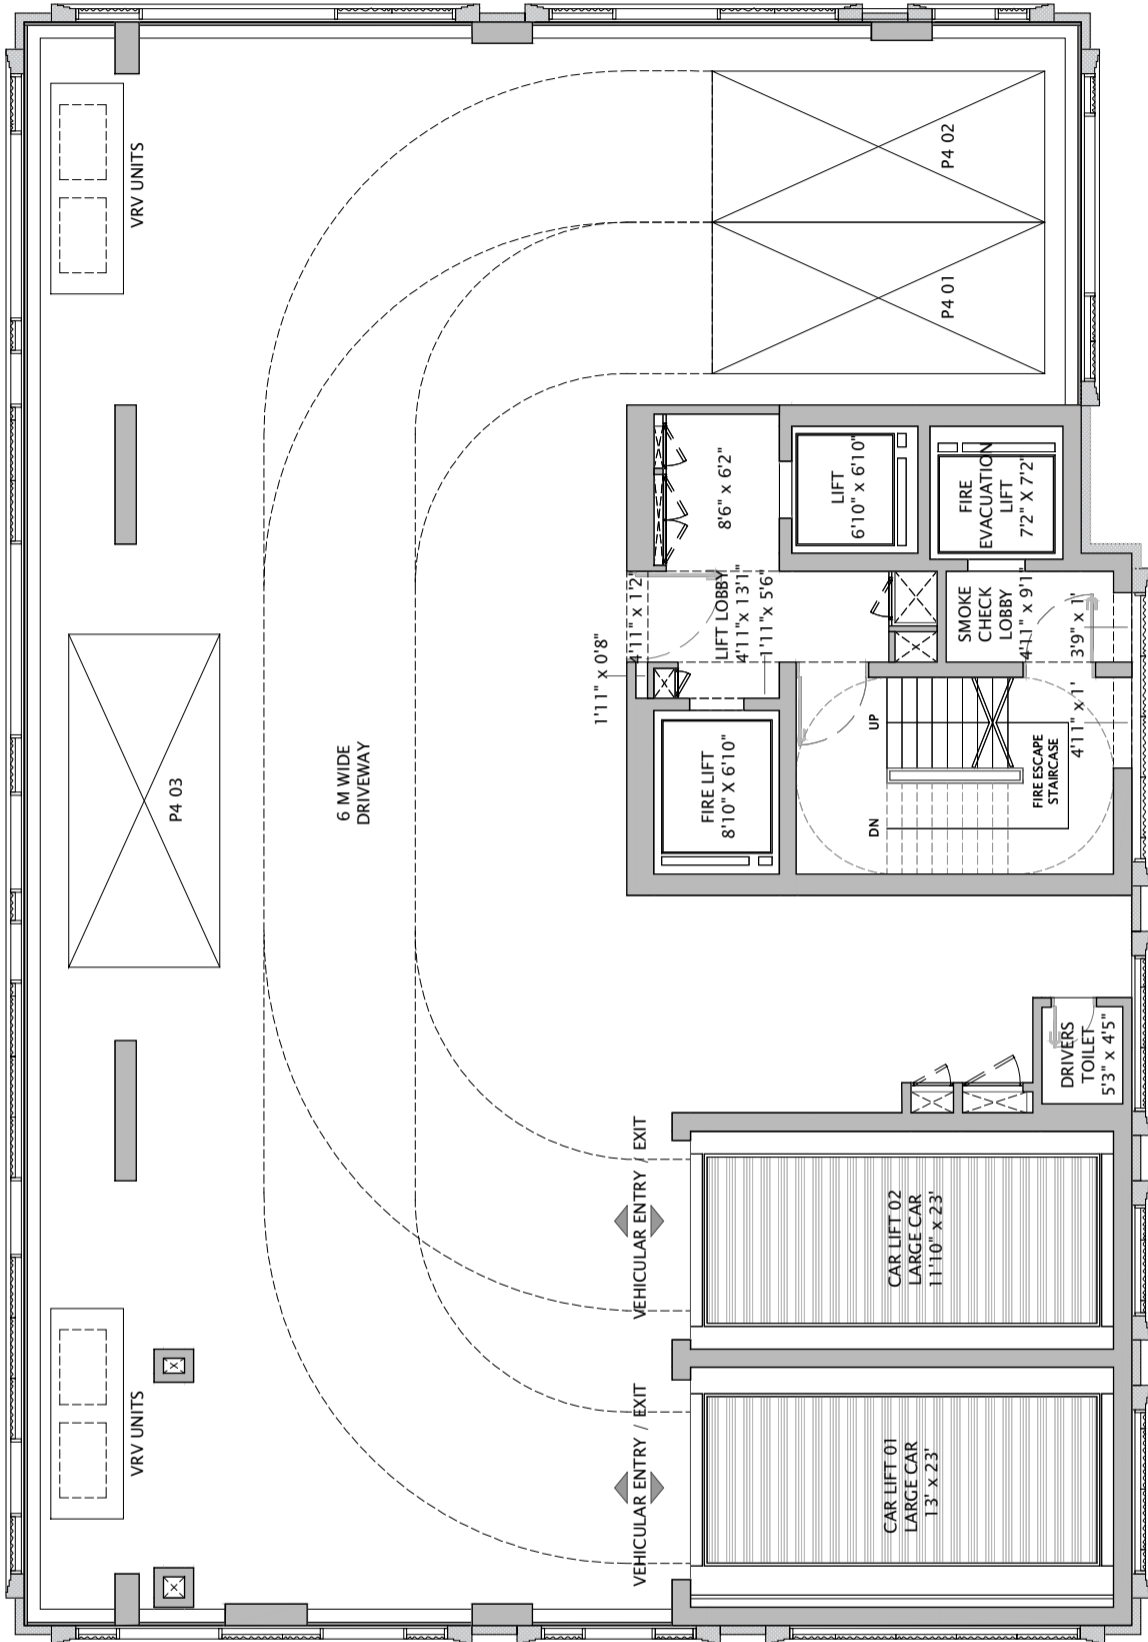 VRV UNITS
VRV UNITS
P4 03
6 M WIDE
DRIVEWAY
P4 02
P4 01
8'6" x 6'2"
LIFT
6'10" x 6'10"
FIRE
EVACUATION
LIFT
7'2" X 7'2"
1'11" x 0'8"
4'11" x 1'2"
LIFT LOBBY
4'11"x 13'1"
1'11"x 5'6"
SMOKE
CHECK
LOBBY
4'11" x 9'1"
3'9" x 1'
4'11" x 1'
FIRE LIFT
8'10" X 6'10"
UP
DN
FIRE ESCAPE
STAIRCASE
DRIVERS
TOILET
5'3" x 4'5"
VEHICULAR ENTRY / EXIT
CAR LIFT 02
LARGE CAR
11'10" x 23'
VEHICULAR ENTRY / EXIT
CAR LIFT 01
LARGE CAR
13' x 23'